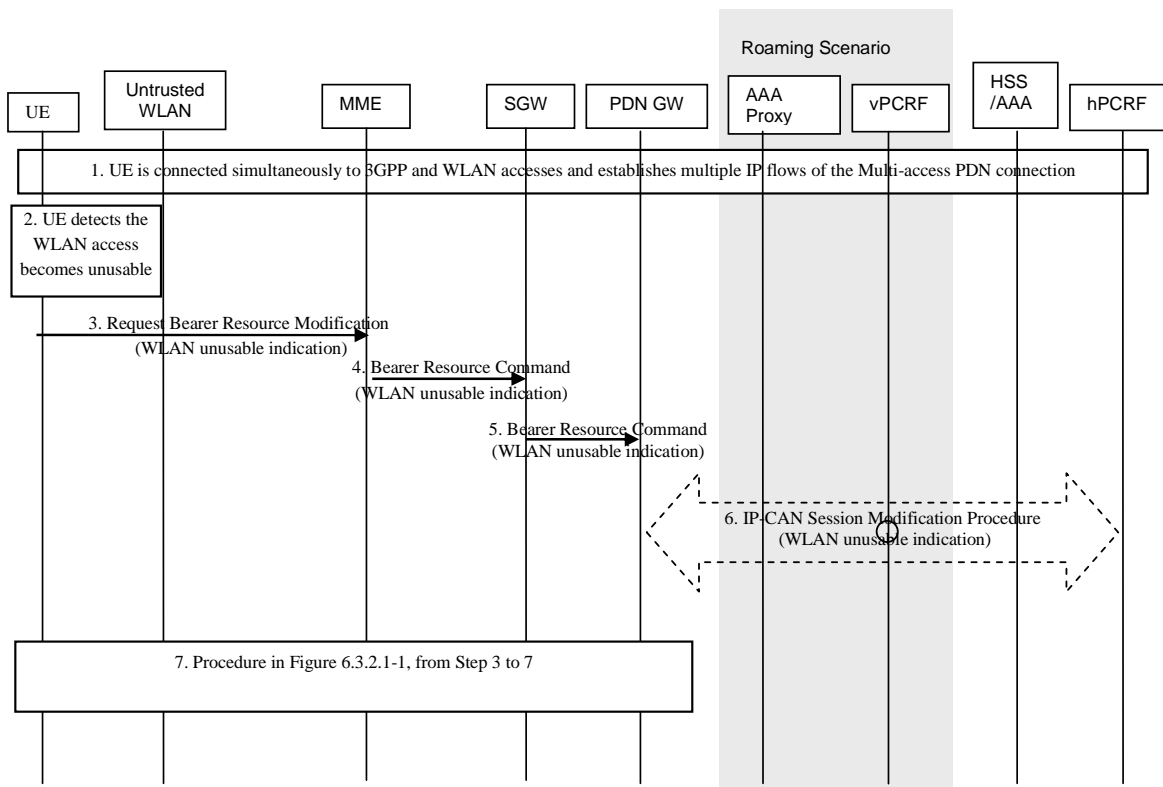 Roaming Scenario
UE
Untrusted
WLAN
MME
SGW
PDN GW
AAA
Proxy
vPCRF
HSS
/AAA
hPCRF
1. UE is connected simultaneously to 3GPP and WLAN accesses and establishes multiple IP flows of the Multi-access PDN connection
2. UE detects the
WLAN access
becomes unusable
3. Request Bearer Resource Modification
(WLAN unusable indication)
4. Bearer Resource Command
(WLAN unusable indication)
5. Bearer Resource Command
(WLAN unusable indication)
6. IP-CAN Session Modification Procedure
(WLAN unusable indication)
7. Procedure in Figure 6.3.2.1-1, from Step 3 to 7